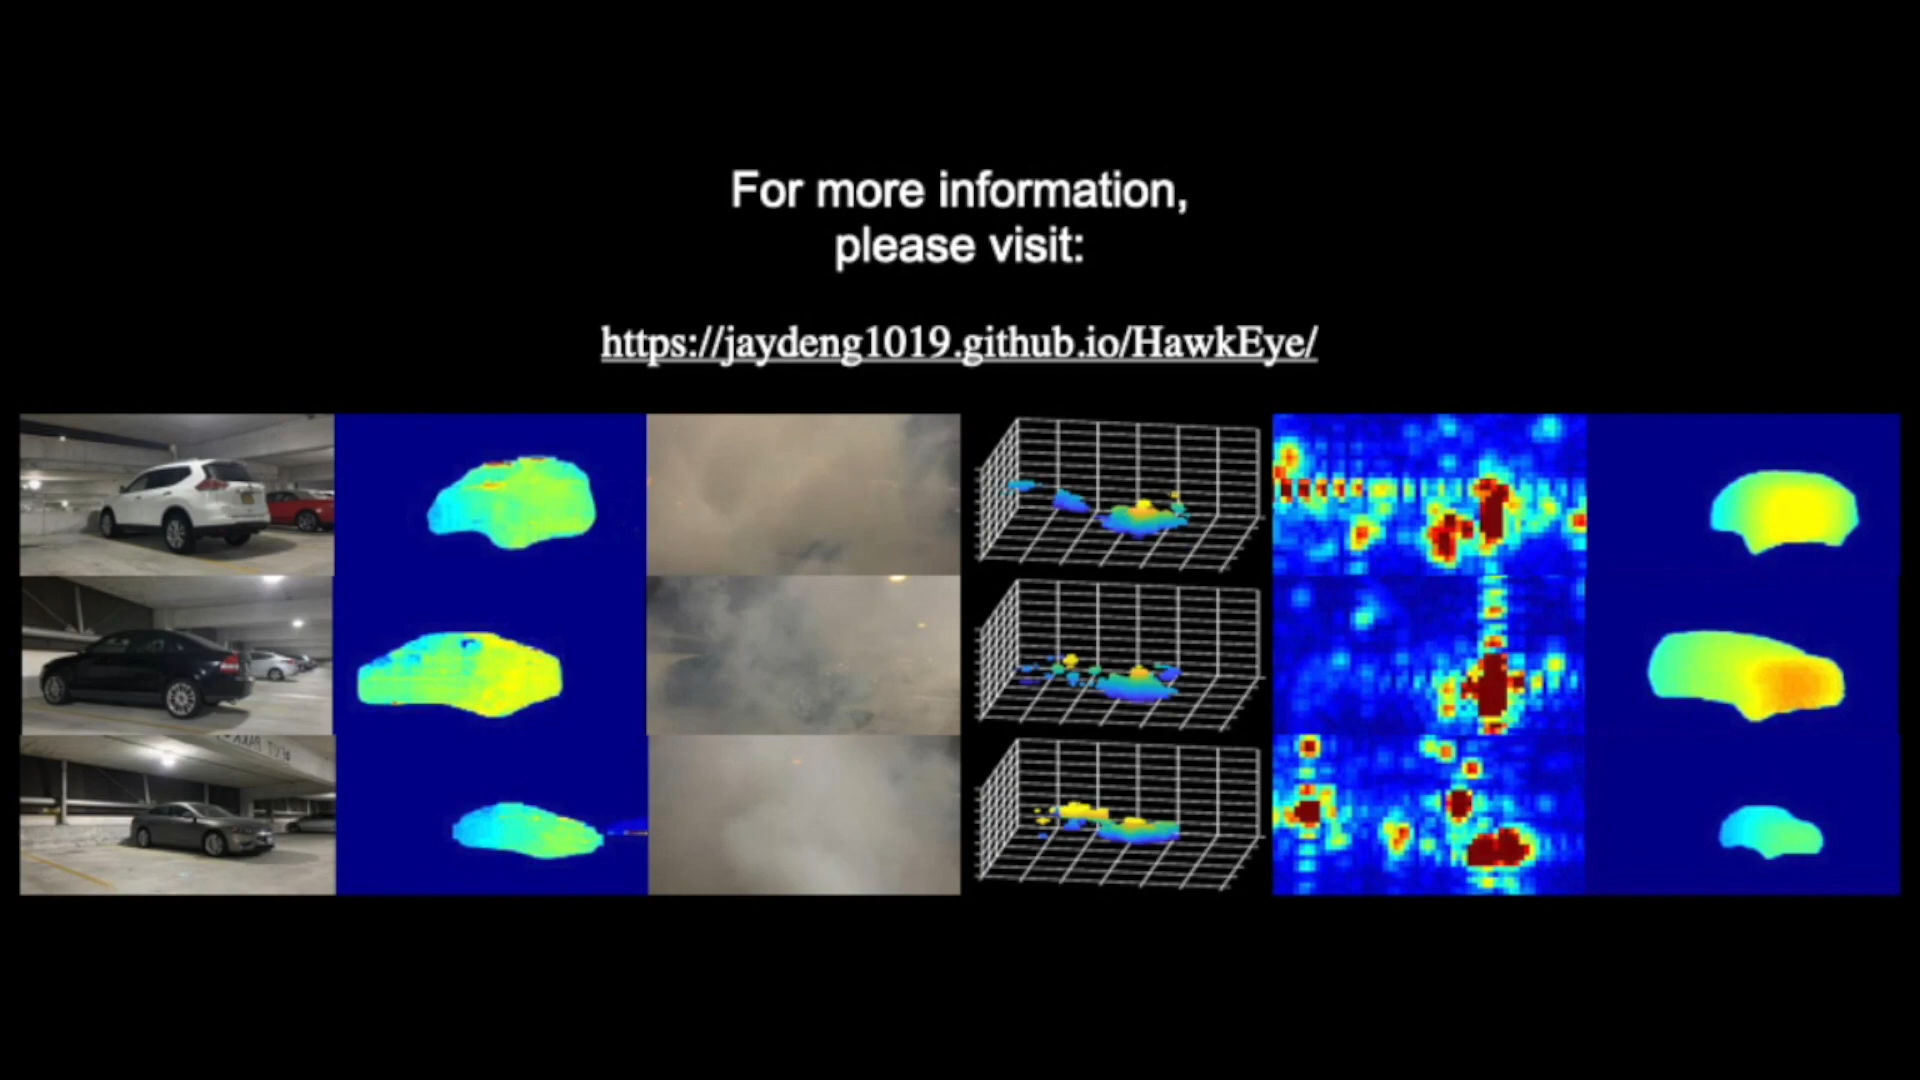 For more information,
please visit:
https://jaydeng1019.github.io/HawkEye/